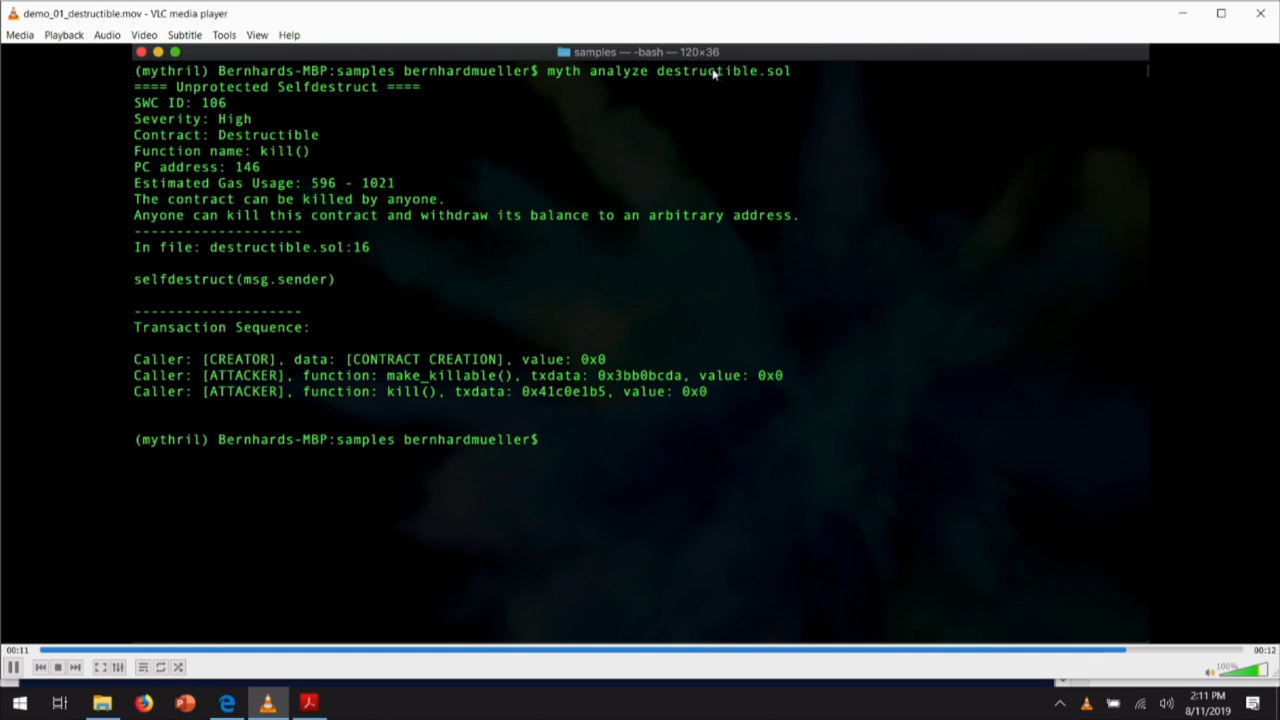 demo_01_destructible.mov - VLC media player
Media Playback Audio Video Subtitle Tools View Help
samples — -bash — 120×36
(mythril) Bernhards-MBP:samples bernhardmueller$ myth analyze destructible.sol
==== Unprotected Selfdestruct ====
SWC ID: 106
Severity: High
Contract: Destructible
Function name: kill()
PC address: 146
Estimated Gas Usage: 596 - 1021
The contract can be killed by anyone.
Anyone can kill this contract and withdraw its balance to an arbitrary address.
--------------------
In file: destructible.sol:16
selfdestruct(msg.sender)
--------------------
Transaction Sequence:
Caller: [CREATOR], data: [CONTRACT CREATION], value: 0x0
Caller: [ATTACKER], function: make_killable(), txdata: 0x3bb0bcda, value: 0x0
Caller: [ATTACKER], function: kill(), txdata: 0x41c0e1b5, value: 0x0
(mythril) Bernhards-MBP:samples bernhardmueller$
00:11 00:12
100%
2:11 PM
8/11/2019